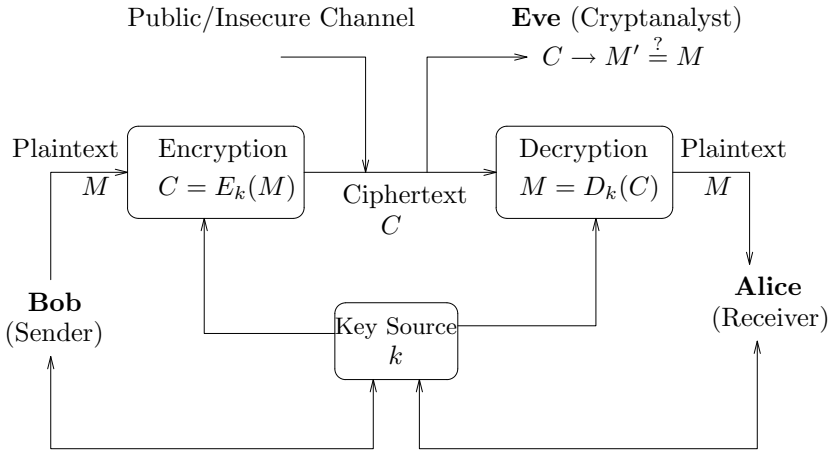 Public/Insecure Channel
Eve (Cryptanalyst)
C → M′ ≟ M
Plaintext
M
Encryption
C = E_k(M)
Ciphertext
C
Decryption
M = D_k(C)
Plaintext
M
Bob
(Sender)
Key Source
k
Alice
(Receiver)